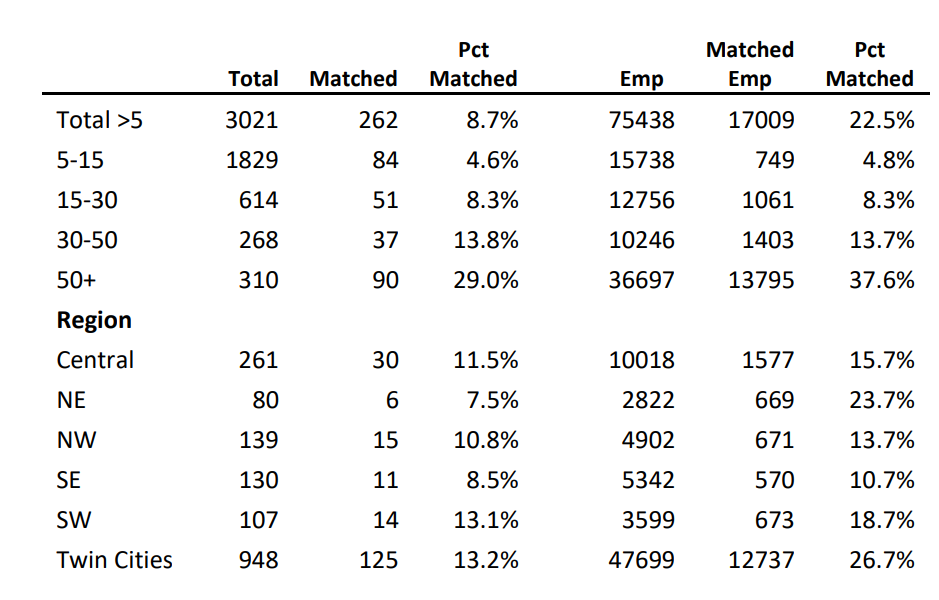 Total Matched Pct Matched Emp Matched Emp Pct Matched
Total >5 3021 262 8.7% 75438 17009 22.5%
5-15 1829 84 4.6% 15738 749 4.8%
15-30 614 51 8.3% 12756 1061 8.3%
30-50 268 37 13.8% 10246 1403 13.7%
50+ 310 90 29.0% 36697 13795 37.6%
Region
Central 261 30 11.5% 10018 1577 15.7%
NE 80 6 7.5% 2822 669 23.7%
NW 139 15 10.8% 4902 671 13.7%
SE 130 11 8.5% 5342 570 10.7%
SW 107 14 13.1% 3599 673 18.7%
Twin Cities 948 125 13.2% 47699 12737 26.7%